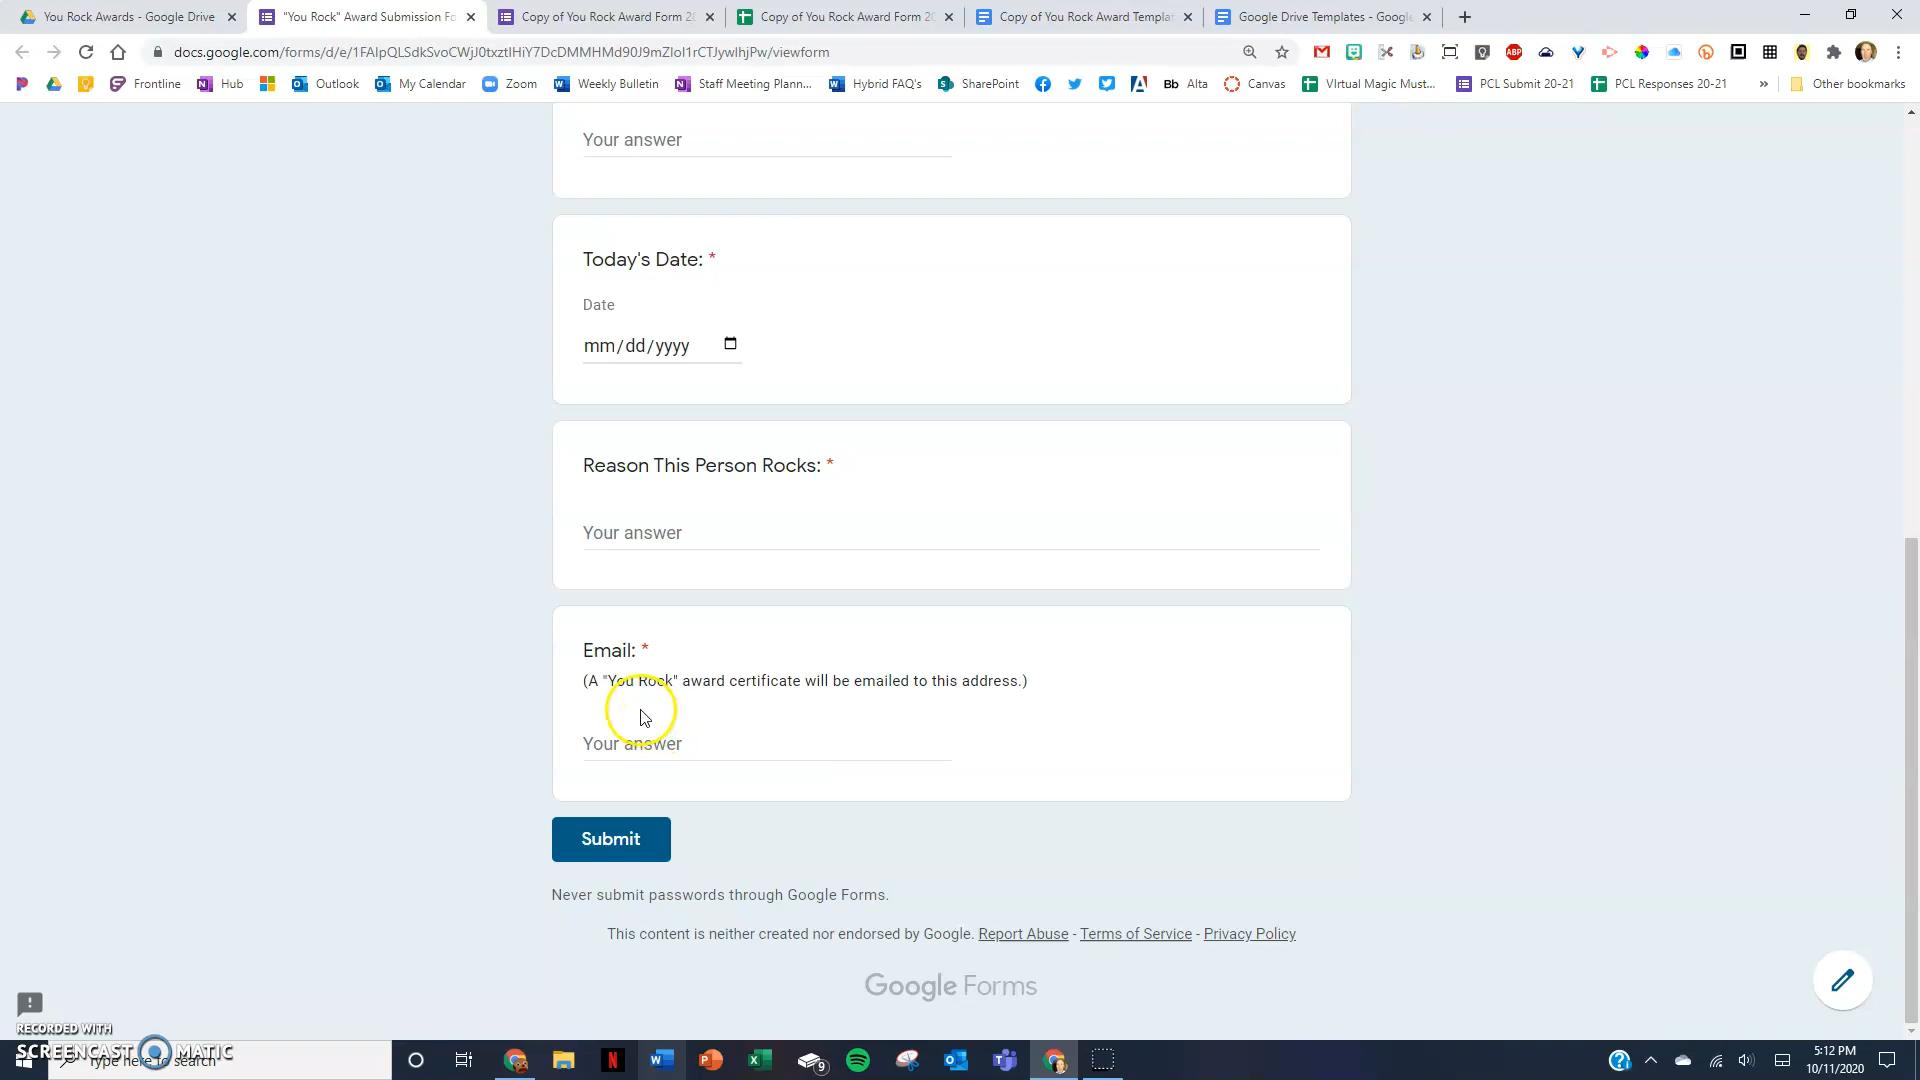 You Rock Awards - Google Drive
"You Rock" Award Submission Fo
Copy of You Rock Award Form 2
Copy of You Rock Award Form 2
Copy of You Rock Award Templa
Google Drive Templates - Google
docs.google.com/forms/d/e/1FAIpQLSdkSvoCWjJ0txztIHiY7DcDMMHMd90J9mZIoI1rCTJywlhjPw/viewform
ABP
Frontline
Hub
Outlook
My Calendar
Zoom
Weekly Bulletin
Staff Meeting Plann...
Hybrid FAQ's
SharePoint
Bb Alta
Canvas
VIrtual Magic Must...
PCL Submit 20-21
PCL Responses 20-21
»
Other bookmarks
Your answer
Today's Date: *
Date
mm/dd/yyyy
Reason This Person Rocks: *
Your answer
Email: *
(A "You Rock" award certificate will be emailed to this address.)
Your answer
Submit
Never submit passwords through Google Forms.
This content is neither created nor endorsed by Google. Report Abuse - Terms of Service - Privacy Policy
Google Forms
RECORDED WITH
SCREENCAST MATIC
Type here to search
9
5:12 PM
10/11/2020